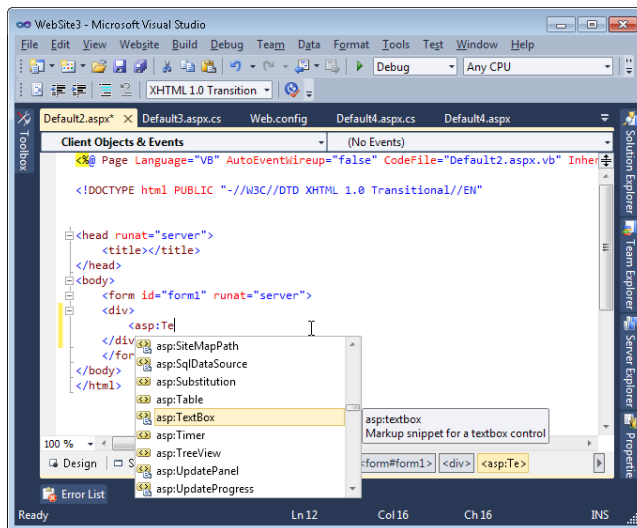 WebSite3 - Microsoft Visual Studio
File Edit View Website Build Debug Team Data Format Tools Test Window Help
Debug Any CPU
XHTML 1.0 Transition
Default2.aspx* Default3.aspx.cs Web.config Default4.aspx.cs Default4.aspx
Toolbox
Client Objects & Events (No Events)
<%@ Page Language="VB" AutoEventWireup="false" CodeFile="Default2.aspx.vb" Inher
<!DOCTYPE html PUBLIC "-//W3C//DTD XHTML 1.0 Transitional//EN"
<head runat="server">
<title></title>
</head>
<body>
<form id="form1" runat="server">
<div>
<asp:Te
</div
</for
</body>
</html>
asp:SiteMapPath
asp:SqlDataSource
asp:Substitution
asp:Table
asp:TextBox
asp:Timer
asp:TreeView
asp:UpdatePanel
asp:UpdateProgress
asp:textbox
Markup snippet for a textbox control
Solution Explorer
Team Explorer
Server Explorer
Propertie
100 %
Design S <form#form1> <div> <asp:Te>
Error List
Ready Ln 12 Col 16 Ch 16 INS